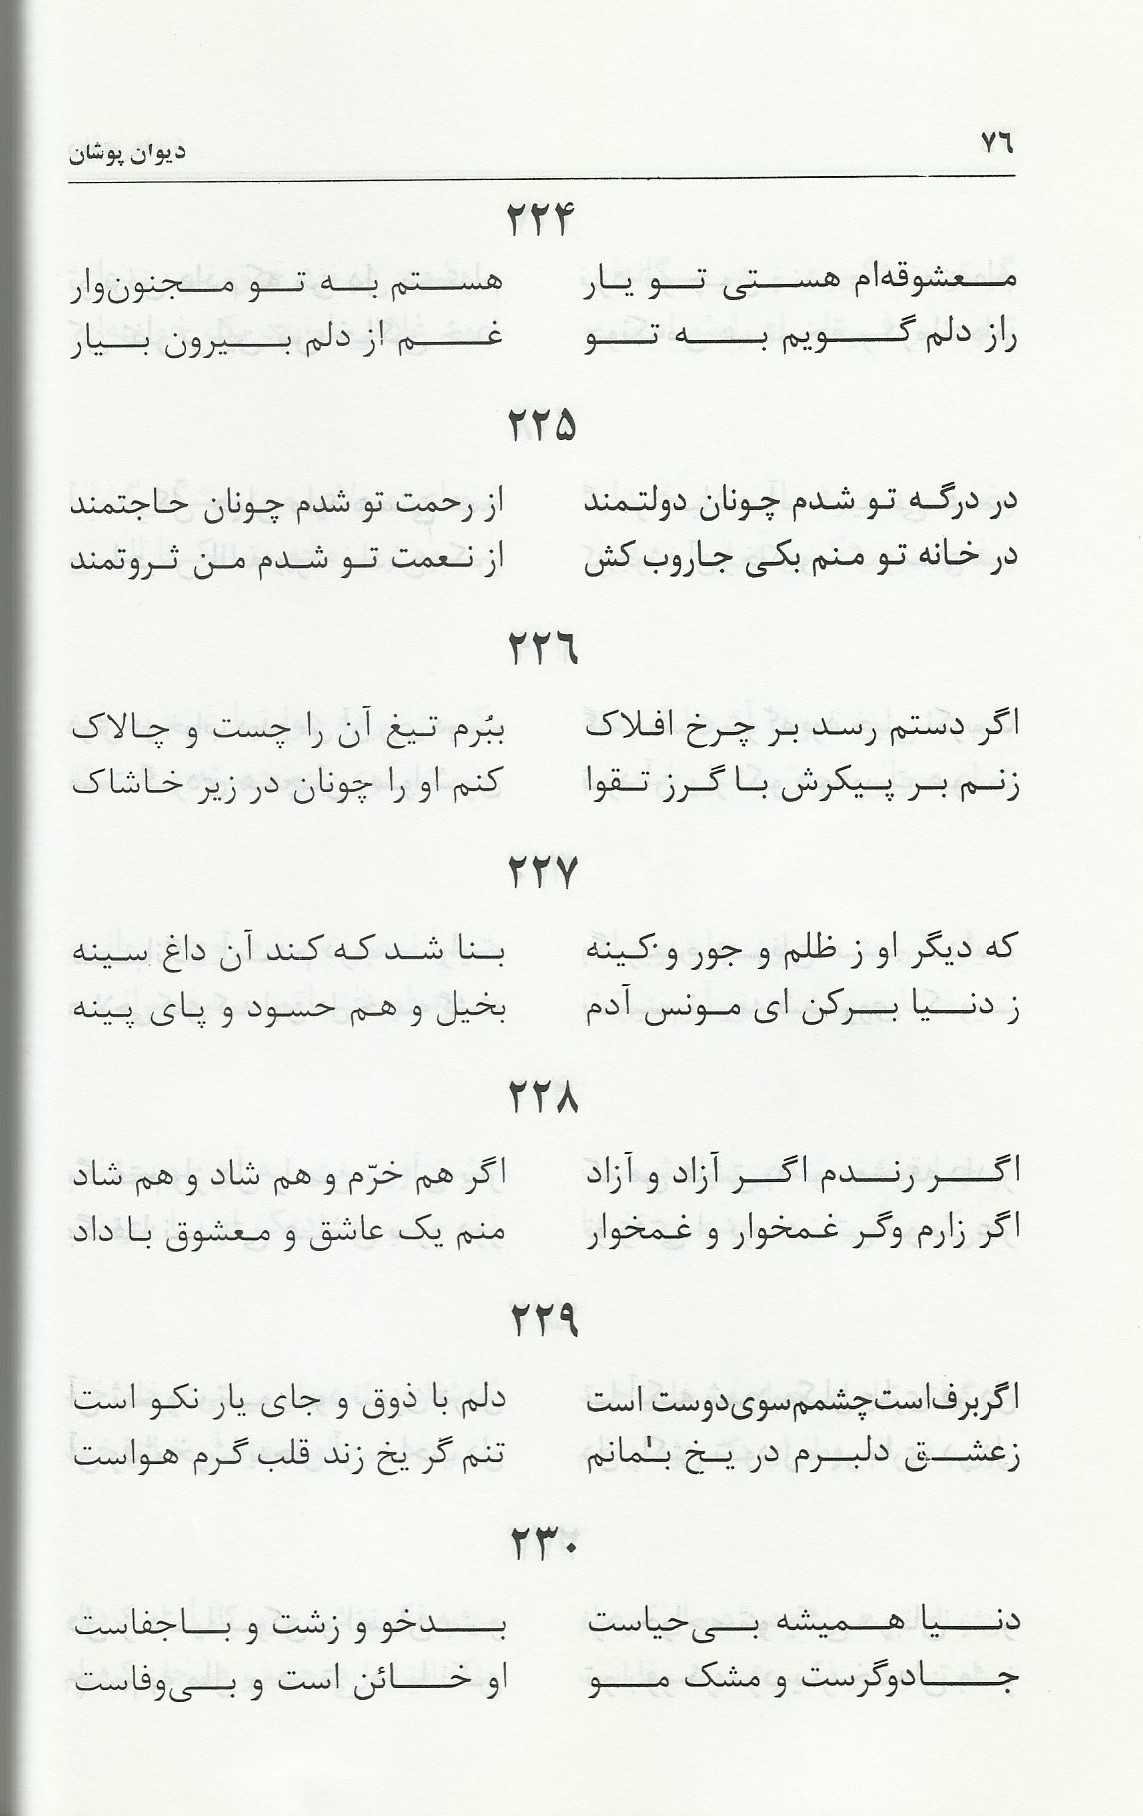 ۷۶ دیوان پوشان
۲۲۴
معشوقه‌ام هستی تو یار هستم به تو مجنون‌وار
راز دلم گویم به تو غم از دلم بیرون بیار
۲۲۵
در درگه تو شدم چونان دولتمند از رحمت تو شدم چونان حاجتمند
در خانه تو منم بکی جاروب کش از نعمت تو شدم من ثروتمند
۲۲۶
اگر دستم رسد بر چرخ افلاک ببُرم تیغ آن را چست و چالاک
زنم بر پیکرش با گرز تقوا کنم او را چونان در زیر خاشاک
۲۲۷
که دیگر او ز ظلم و جور و کینه بنا شد که کند آن داغ سینه
ز دنیا برکن ای مونس آدم بخیل و هم حسود و پای پینه
۲۲۸
اگر رندم اگر آزاد و آزاد اگر هم خرّم و هم شاد و هم شاد
اگر زارم وگر غمخوار و غمخوار منم یک عاشق و معشوق با داد
۲۲۹
اگر برف است چشمم سوی دوست است دلم با ذوق و جای یار نکو است
زعشق دلبرم در یخ بمانم تنم گر یخ زند قلب گرم هواست
۲۳۰
دنیا همیشه بی‌حیاست بدخو و زشت و باجفاست
جادوگرست و مشک مو او خائن است و بی‌وفاست